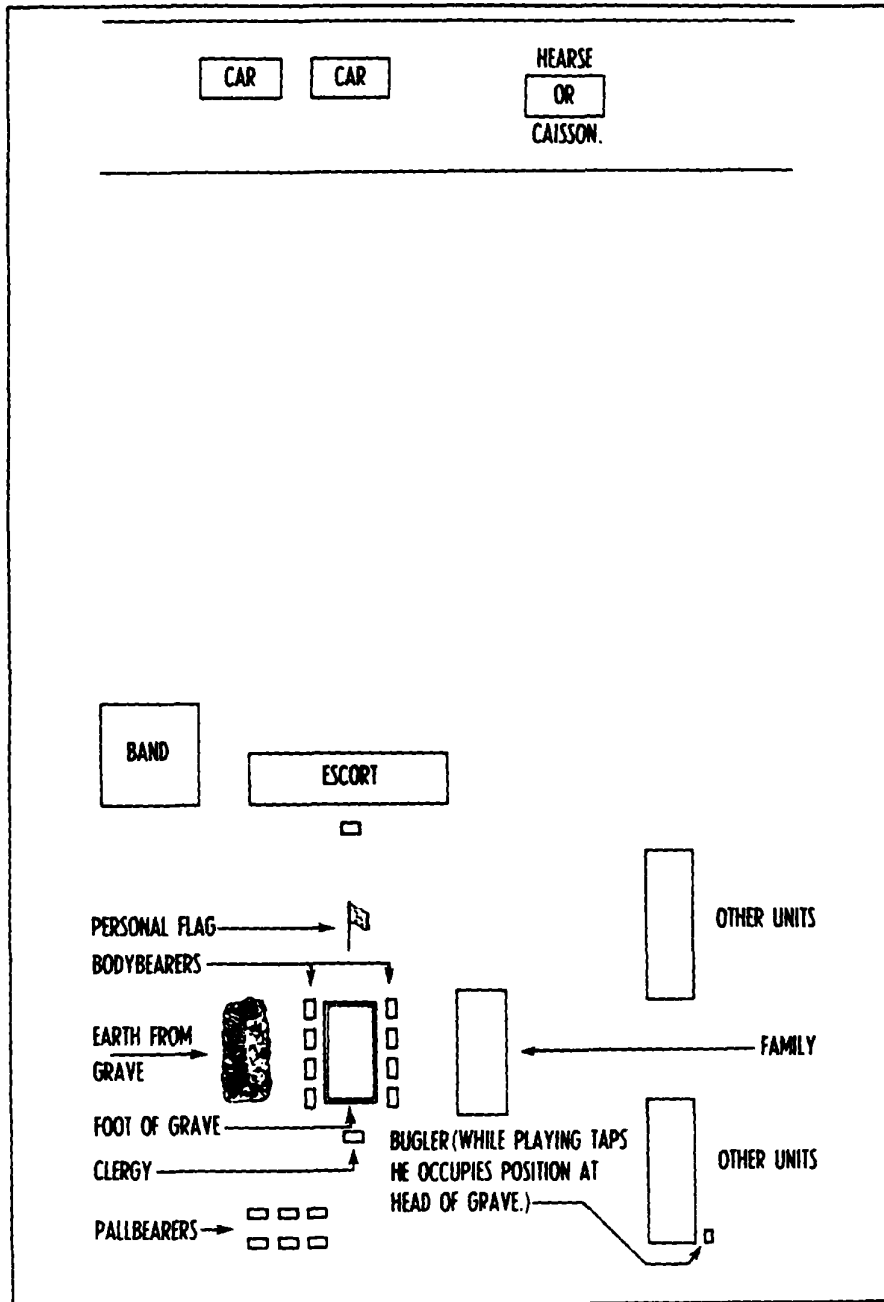 CAR
CAR
HEARSE
OR
CAISSON.
BAND
ESCORT
PERSONAL FLAG
BODYBEARERS
OTHER UNITS
EARTH FROM
GRAVE
FAMILY
FOOT OF GRAVE
CLERGY
BUGLER (WHILE PLAYING TAPS
HE OCCUPIES POSITION AT
HEAD OF GRAVE.)
OTHER UNITS
PALLBEARERS